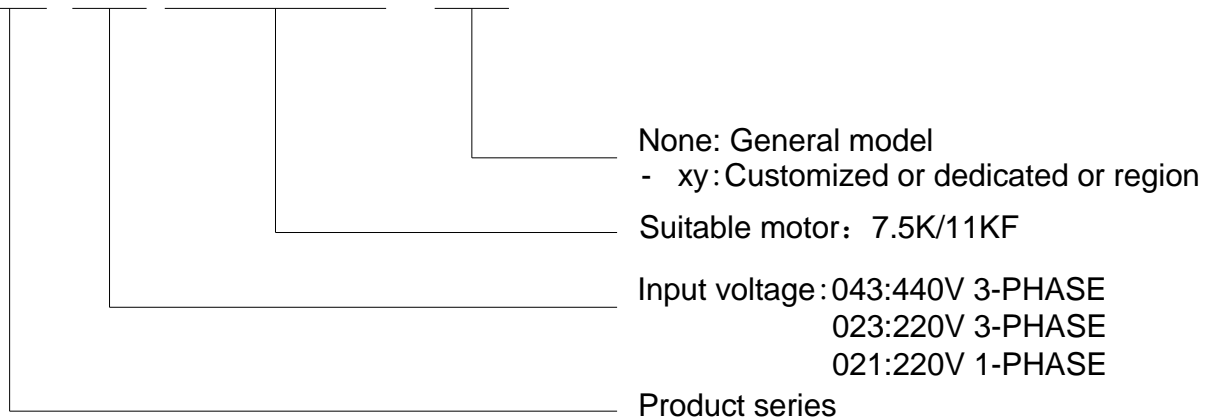 None: General model
- xy:Customized or dedicated or region
Suitable motor：7.5K/11KF
Input voltage:043:440V 3-PHASE
023:220V 3-PHASE
021:220V 1-PHASE
Product series